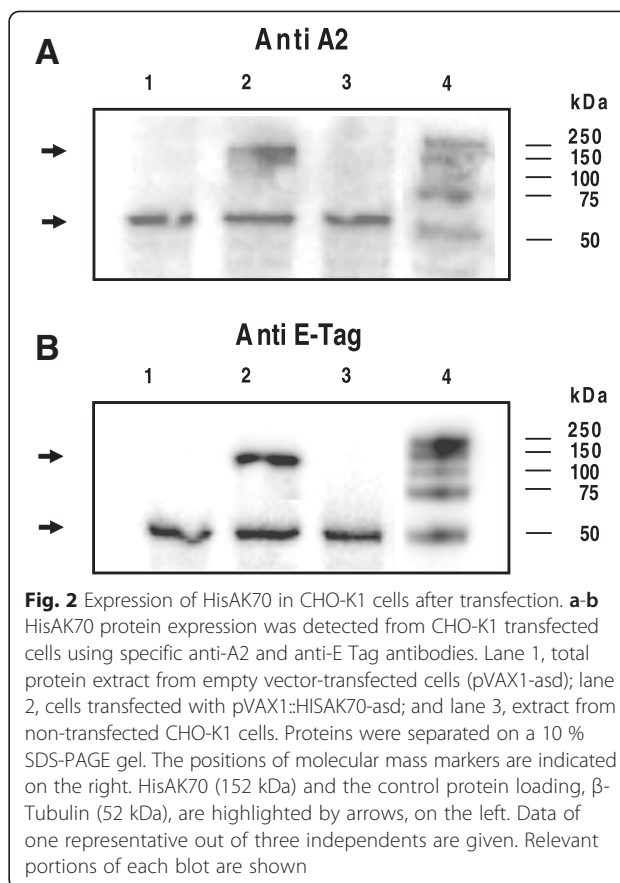 A
Anti A2
1 2 3 4
kDa
250
150
100
75
50
B
Anti E-Tag
1 2 3 4
kDa
250
150
100
75
50
Fig. 2 Expression of HisAK70 in CHO-K1 cells after transfection. a-b
HisAK70 protein expression was detected from CHO-K1 transfected
cells using specific anti-A2 and anti-E Tag antibodies. Lane 1, total
protein extract from empty vector-transfected cells (pVAX1-asd); lane
2, cells transfected with pVAX1::HISAK70-asd; and lane 3, extract from
non-transfected CHO-K1 cells. Proteins were separated on a 10 %
SDS-PAGE gel. The positions of molecular mass markers are indicated
on the right. HisAK70 (152 kDa) and the control protein loading, β-
Tubulin (52 kDa), are highlighted by arrows, on the left. Data of
one representative out of three independents are given. Relevant
portions of each blot are shown